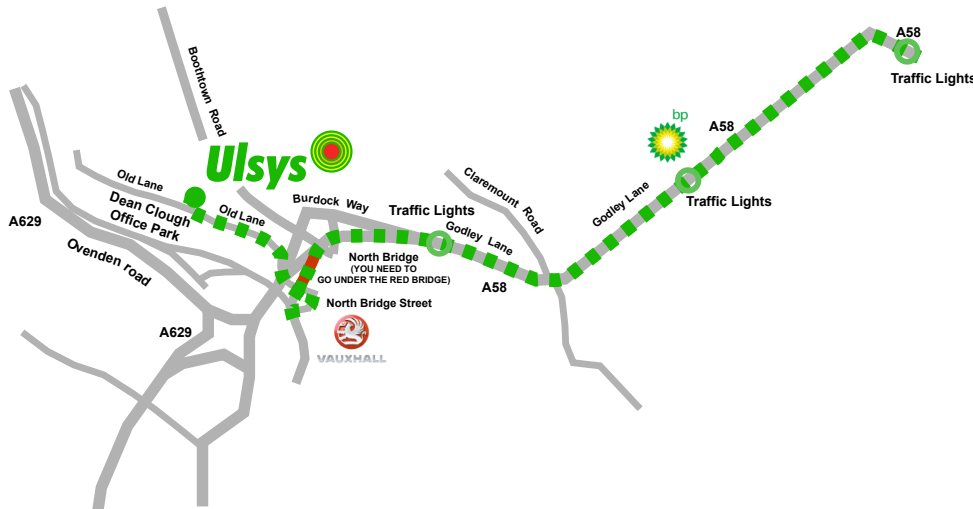 A58
Traffic Lights
Boothtown Road
bp
A58
Ulsys
Old Lane
Dean Clough
Office Park
Old Lane
Burdock Way
Claremount Road
Godley Lane
Traffic Lights
A629
Ovenden road
Traffic Lights
Godley Lane
North Bridge
(YOU NEED TO
GO UNDER THE RED BRIDGE)
A58
North Bridge Street
A629
VAUXHALL